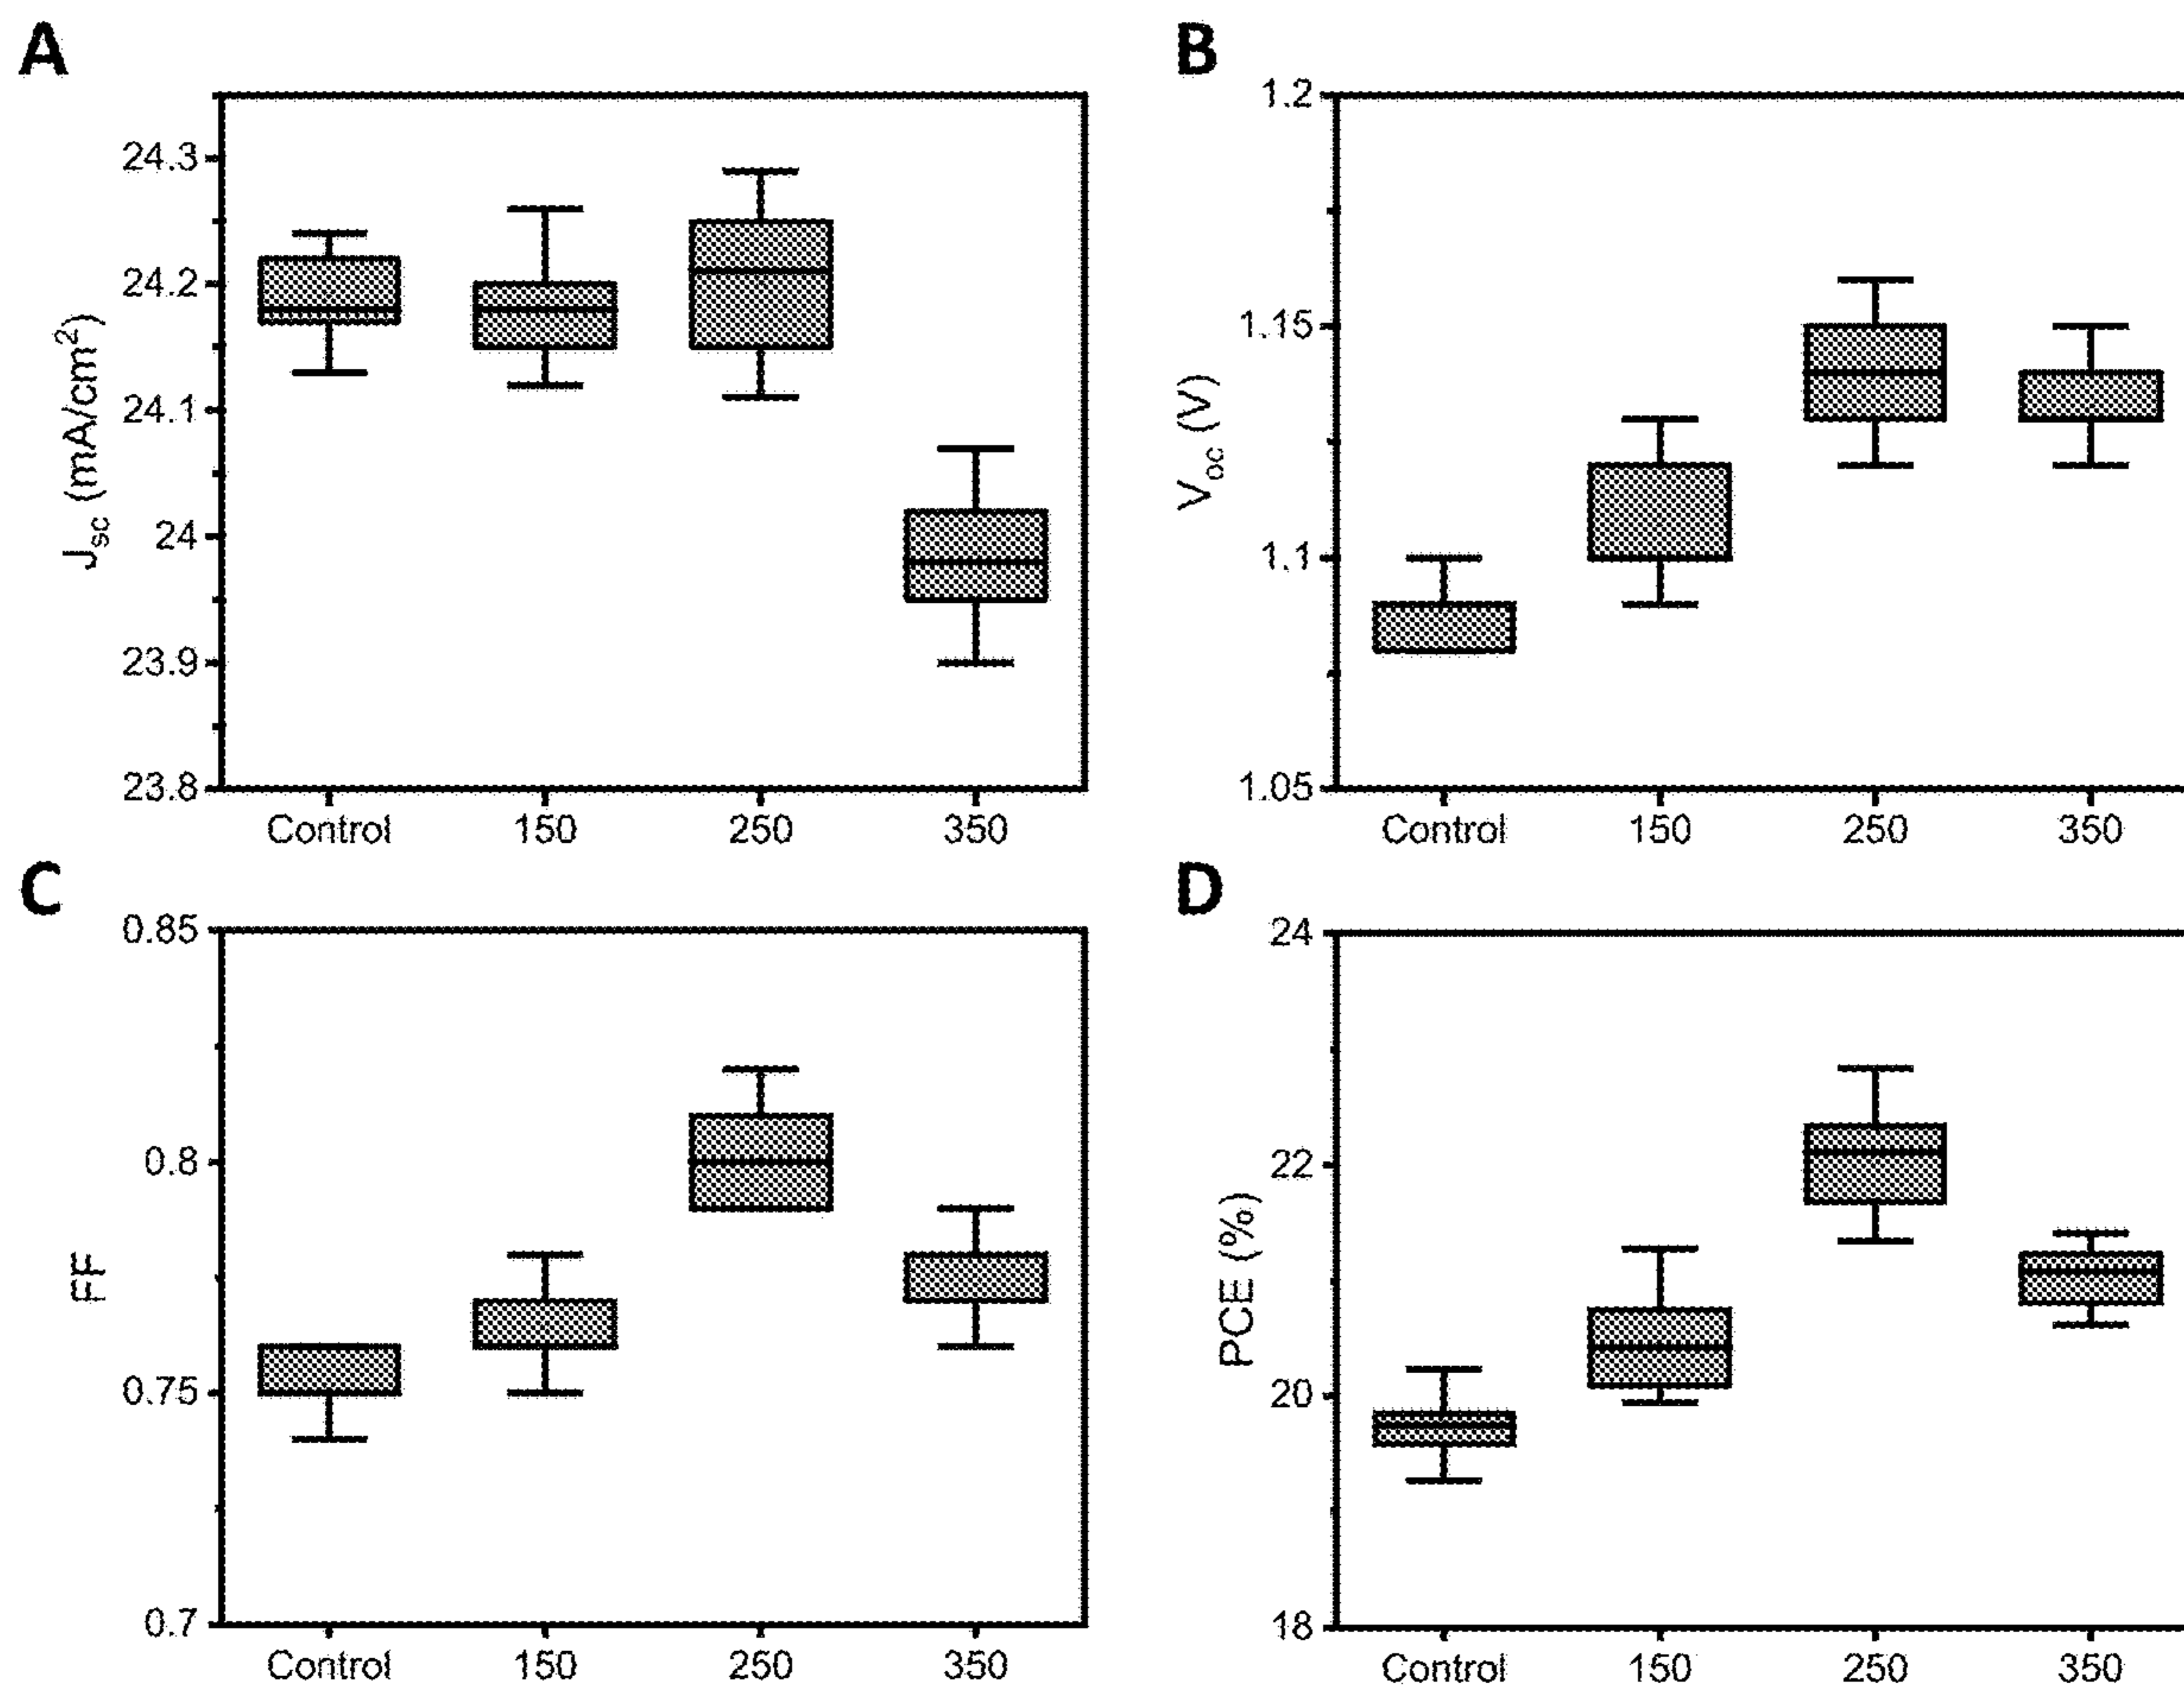 A
J_sc (mA/cm²)
24.3
24.2
24.1
24
23.9
23.8
Control 150 250 350
B
V_oc (V)
1.2
1.15
1.1
1.05
Control 150 250 350
C
FF
0.85
0.8
0.75
0.7
Control 150 250 350
D
PCE (%)
24
22
20
18
Control 150 250 350